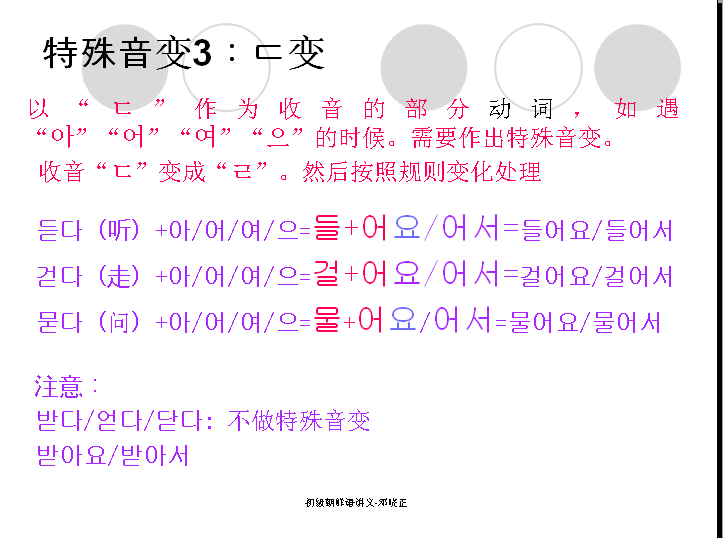 特殊音变3：ㄷ变
以“ㄷ”作为收音的部分动词，如遇
“아”“어”“여”“으”的时候。需要作出特殊音变。
收音“ㄷ”变成“ㄹ”。然后按照规则变化处理
듣다（听）+아/어/여/으=들+어요/어서=들어요/들어서
걷다（走）+아/어/여/으=걸+어요/어서=걸어요/걸어서
묻다（问）+아/어/여/으=물+어요/어서=물어요/물어서
注意：
받다/얻다/닫다: 不做特殊音变
받아요/받아서
初级朝鲜语讲义-邓晓正